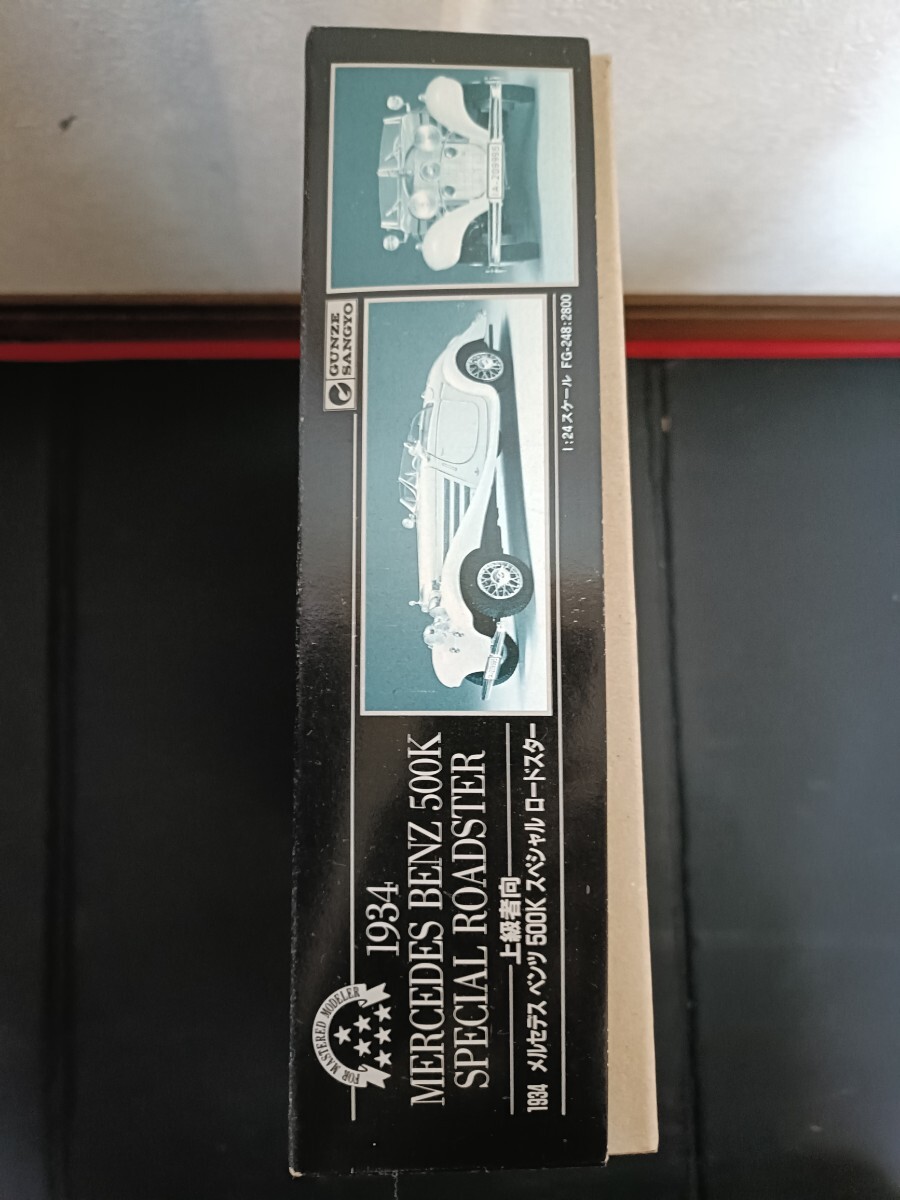 FOR MASTERED MODELER
1934
MERCEDES BENZ 500K
SPECIAL ROADSTER
上級者向
1934 メルセデス ベンツ 500K スペシャル ロードスター
GUNZE
SANGYO
1:24スケール FG-248:2800